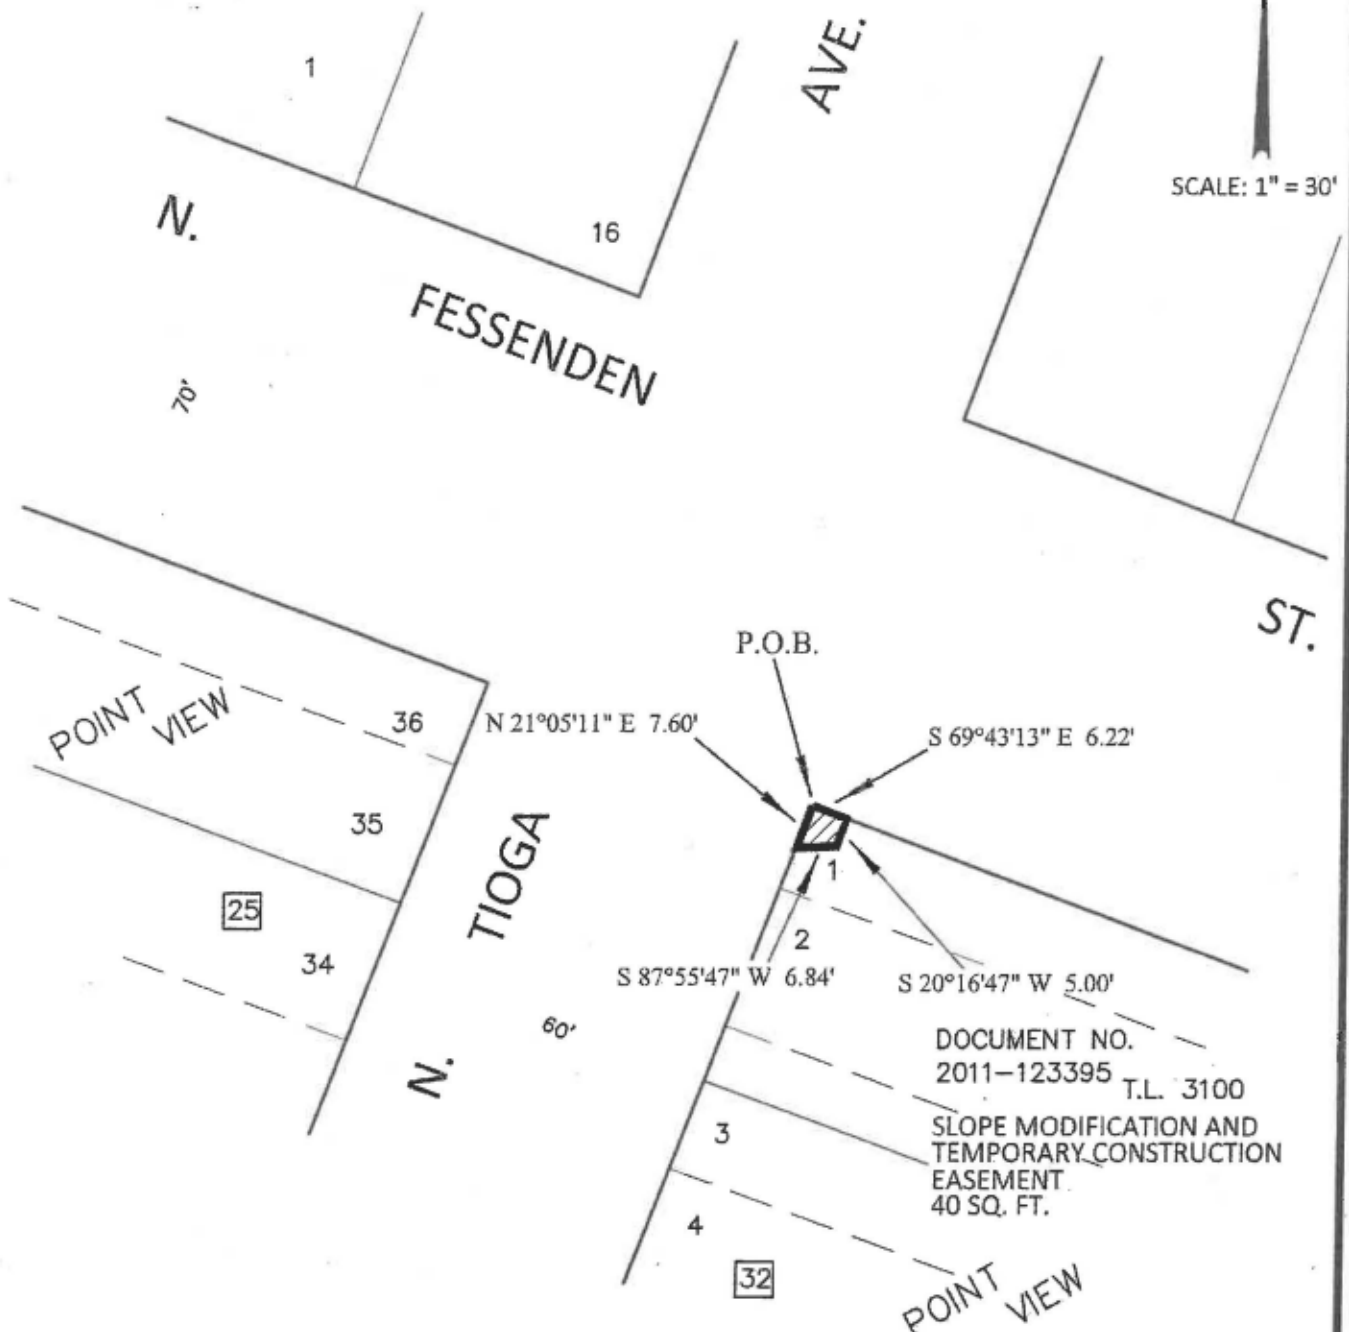 1
AVE.
SCALE: 1" = 30'
N.
16
FESSENDEN
70'
ST.
P.O.B.
POINT
VIEW
36
N 21°05'11" E 7.60'
S 69°43'13" E 6.22'
35
TIOGA
1
25
2
34
S 87°55'47" W 6.84'
S 20°16'47" W 5.00'
60'
N.
DOCUMENT NO.
2011-123395
T.L. 3100
3
SLOPE MODIFICATION AND
TEMPORARY CONSTRUCTION
EASEMENT
40 SQ. FT.
4
32
POINT
VIEW